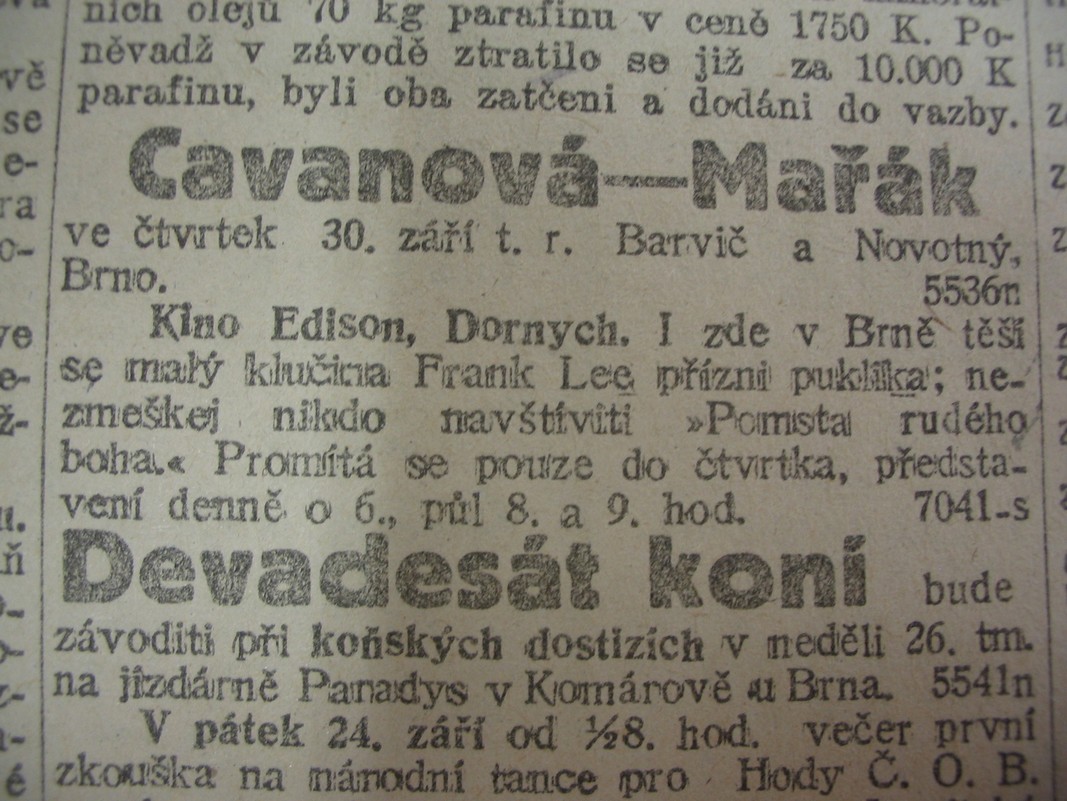 ních olejů 70 kg parafinu v ceně 1750 K. Po-
něvadž v závodě ztratilo se již za 10.000 K
parafinu, byli oba zatčeni a dodáni do vazby.
Cavanová—Mařák
ve čtvrtek 30. září t. r. Barvič a Novotný,
Brno. 5536n
Kino Edison, Dornych. I zde v Brně těší
se malý klučina Frank Lee přízni publika; ne-
zmeškej nikdo navštíviti »Pomsta rudého
boha.« Promítá se pouze do čtvrtka, předsta-
vení denně o 6., půl 8. a 9. hod. 7041-s
Devadesát koní bude
závoditi při koňských dostizích v neděli 26. tm.
na jízdárně Panadys v Komárově u Brna. 5541n
V pátek 24. září od ½8. hod. večer první
zkouška na národní tance pro Hody Č. O. B.